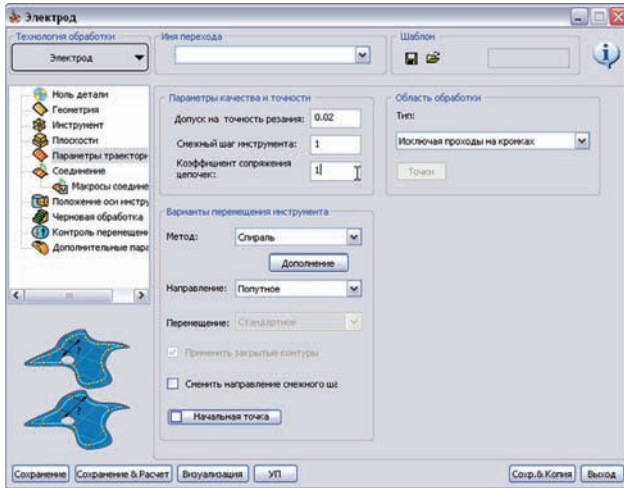 Электрод
Технология обработки
Электрод
Имя перехода
Шаблон
Ноль детали
Геометрия
Инструмент
Плоскости
Параметры траектори
Соединение
Макросы соедине
Положение оси инстру
Черновая обработка
Контроль перемещени
Дополнительные пара
Параметры качества и точности
Допуск на точность резания: 0.02
Смежный шаг инструмента: 1
Коэффициент сопряжения
цепочек: 1
Область обработки
Тип:
Исключая проходы на кромках
Точки
Варианты перемещения инструмента
Метод: Спираль
Дополнение
Направление: Попутное
Перемещение: Стандартное
Применить закрытые контуры
Сменить направление смежного ша
Начальная точка
Сохранение
Сохранение & Расчет
Визуализация
УП
Сохр.& Копия
Выход